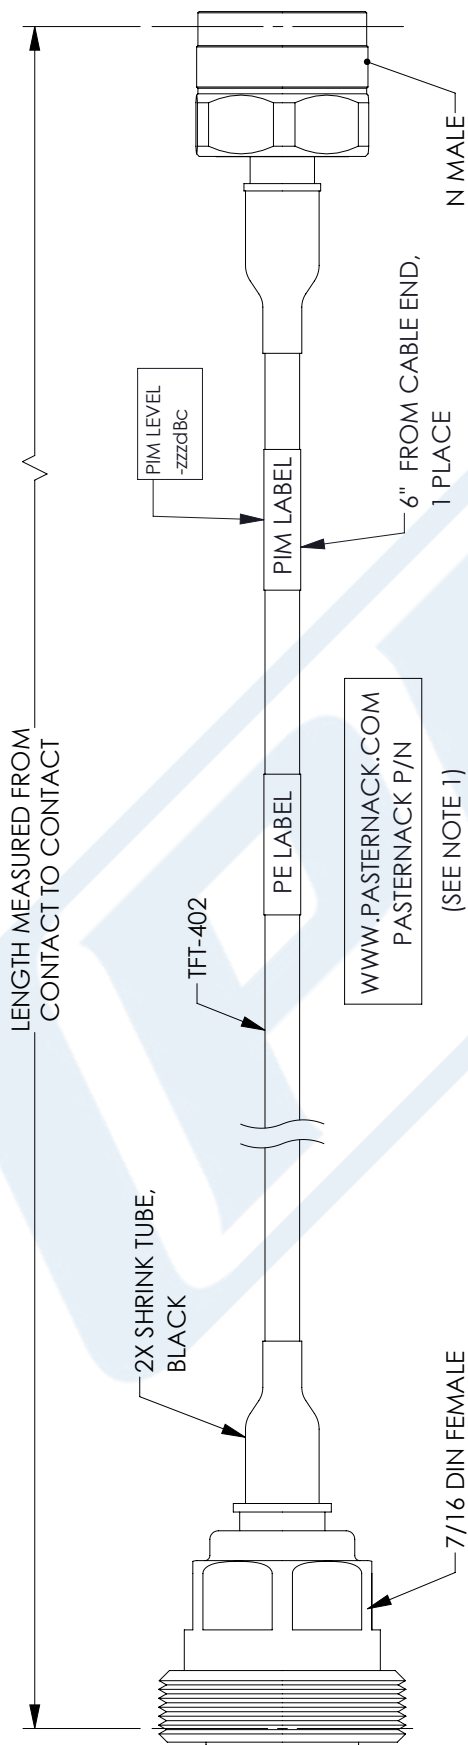 LENGTH MEASURED FROM
CONTACT TO CONTACT
2X SHRINK TUBE,
BLACK
TFT-402
PIM LEVEL
-zzzdBc
PE LABEL
PIM LABEL
7/16 DIN FEMALE
WWW.PASTERNACK.COM
PASTERNACK P/N
(SEE NOTE 1)
6" FROM CABLE END,
1 PLACE
N MALE